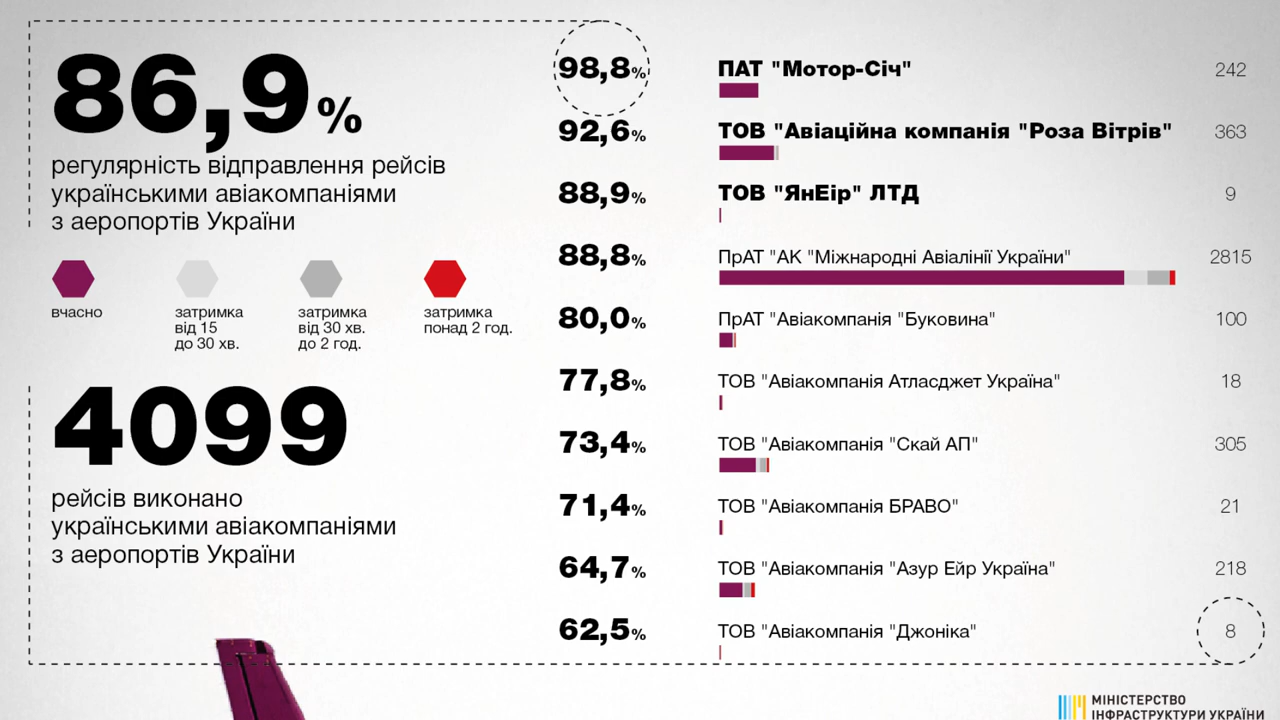 86,9%
регулярність відправлення рейсів
українськими авіакомпаніями
з аеропортів України
вчасно
затримка
від 15
до 30 хв.
затримка
від 30 хв.
до 2 год.
затримка
понад 2 год.
4099
рейсів виконано
українськими авіакомпаніями
з аеропортів України
98,8% ПАТ "Мотор-Січ" 242
92,6% ТОВ "Авіаційна компанія "Роза Вітрів" 363
88,9% ТОВ "ЯнЕір" ЛТД 9
88,8% ПрАТ "АК "Міжнародні Авіалінії України" 2815
80,0% ПрАТ "Авіакомпанія "Буковина" 100
77,8% ТОВ "Авіакомпанія Атласджет Україна" 18
73,4% ТОВ "Авіакомпанія "Скай АП" 305
71,4% ТОВ "Авіакомпанія БРАВО" 21
64,7% ТОВ "Авіакомпанія "Азур Ейр Україна" 218
62,5% ТОВ "Авіакомпанія "Джоніка" 8
МІНІСТЕРСТВО
ІНФРАСТРУКТУРИ УКРАЇНИ